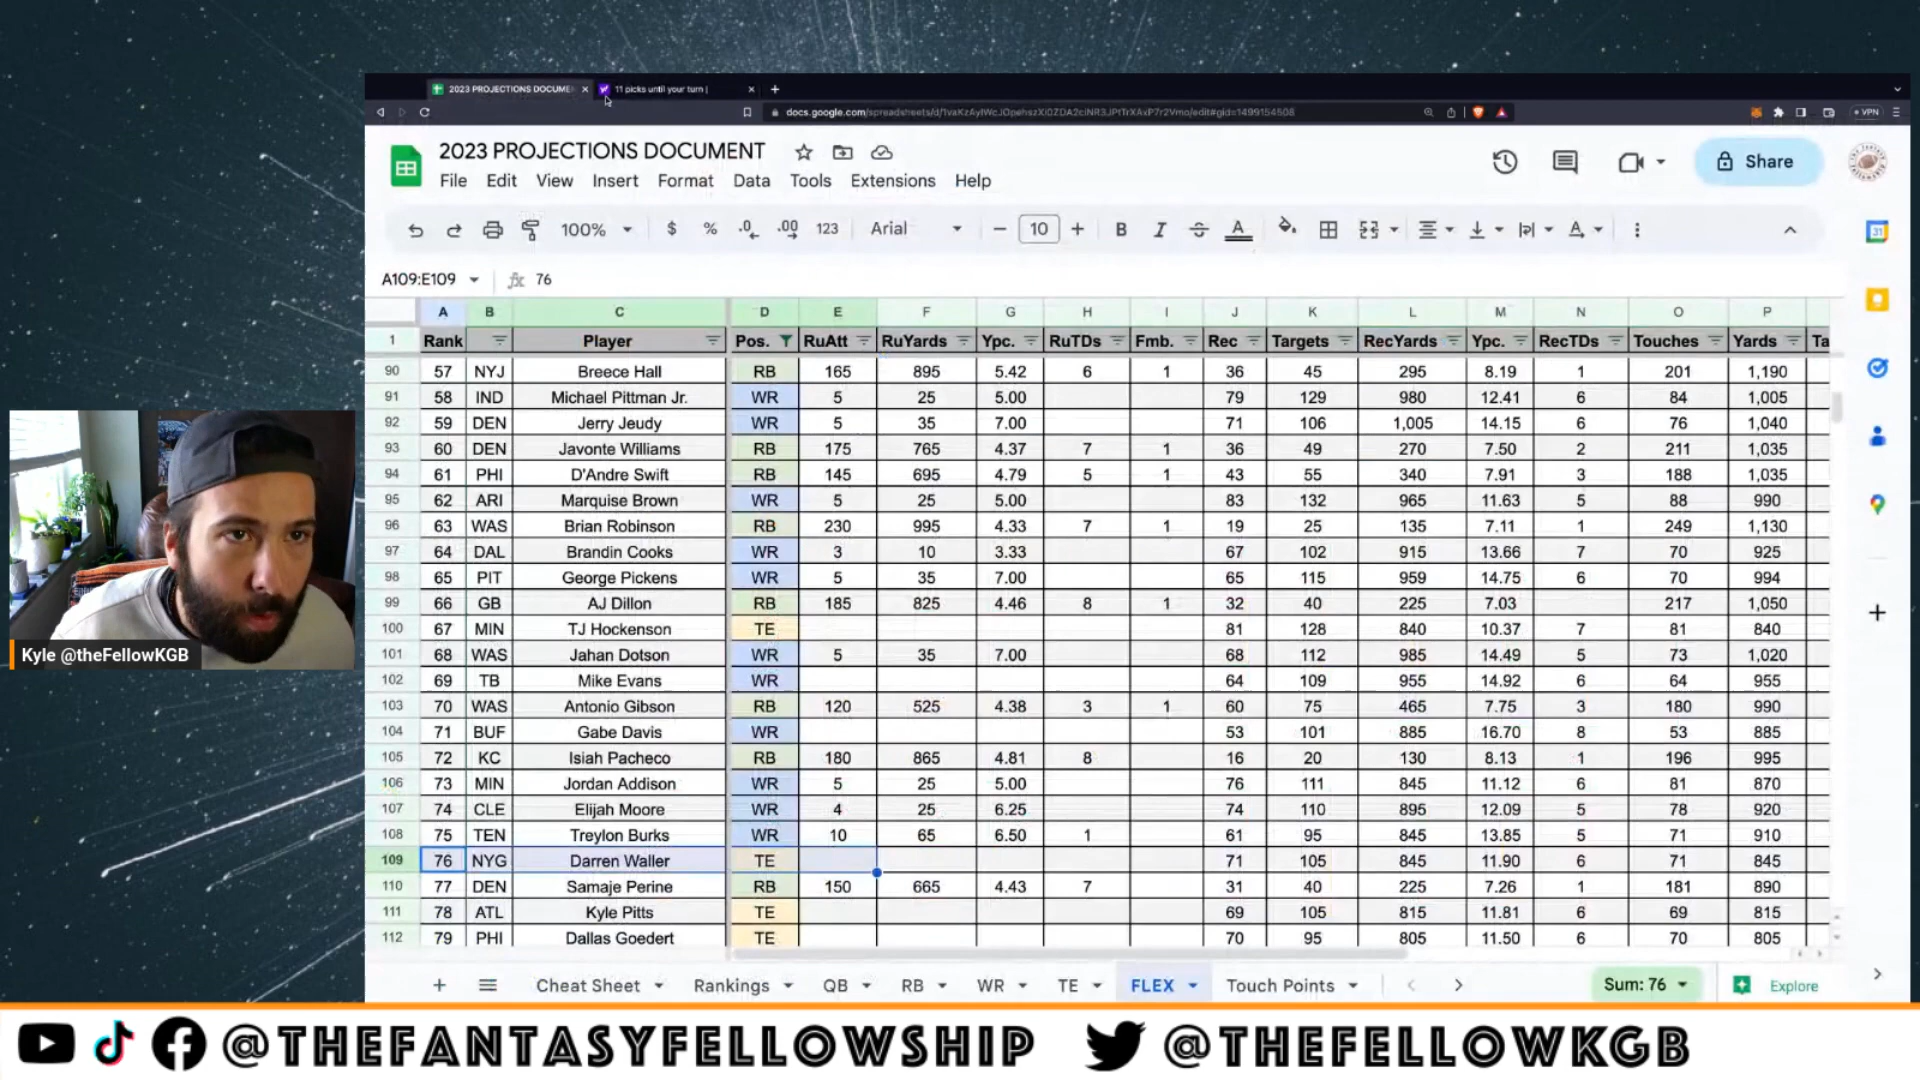 2023 PROJECTIONS DOCUME
11 picks until your turn |
VPN
2023 PROJECTIONS DOCUMENT
File Edit View Insert Format Data Tools Extensions Help
Share
100% $ % .0 .00 123 Arial 10 B I A
A109:E109 fx 76
A B C D E F G H I J K L M N O P
1 Rank Player Pos. RuAtt RuYards Ypc. RuTDs Fmb. Rec Targets RecYards Ypc. RecTDs Touches Yards Ta
90 57 NYJ Breece Hall RB 165 895 5.42 6 1 36 45 295 8.19 1 201 1,190
91 58 IND Michael Pittman Jr. WR 5 25 5.00 79 129 980 12.41 6 84 1,005
92 59 DEN Jerry Jeudy WR 5 35 7.00 71 106 1,005 14.15 6 76 1,040
93 60 DEN Javonte Williams RB 175 765 4.37 7 1 36 49 270 7.50 2 211 1,035
94 61 PHI D'Andre Swift RB 145 695 4.79 5 1 43 55 340 7.91 3 188 1,035
95 62 ARI Marquise Brown WR 5 25 5.00 83 132 965 11.63 5 88 990
96 63 WAS Brian Robinson RB 230 995 4.33 7 1 19 25 135 7.11 1 249 1,130
97 64 DAL Brandin Cooks WR 3 10 3.33 67 102 915 13.66 7 70 925
98 65 PIT George Pickens WR 5 35 7.00 65 115 959 14.75 6 70 994
99 66 GB AJ Dillon RB 185 825 4.46 8 1 32 40 225 7.03 217 1,050
100 67 MIN TJ Hockenson TE 81 128 840 10.37 7 81 840
101 68 WAS Jahan Dotson WR 5 35 7.00 68 112 985 14.49 5 73 1,020
102 69 TB Mike Evans WR 64 109 955 14.92 6 64 955
103 70 WAS Antonio Gibson RB 120 525 4.38 3 1 60 75 465 7.75 3 180 990
104 71 BUF Gabe Davis WR 53 101 885 16.70 8 53 885
105 72 KC Isiah Pacheco RB 180 865 4.81 8 16 20 130 8.13 1 196 995
106 73 MIN Jordan Addison WR 5 25 5.00 76 111 845 11.12 6 81 870
107 74 CLE Elijah Moore WR 4 25 6.25 74 110 895 12.09 5 78 920
108 75 TEN Treylon Burks WR 10 65 6.50 1 61 95 845 13.85 5 71 910
109 76 NYG Darren Waller TE 71 105 845 11.90 6 71 845
110 77 DEN Samaje Perine RB 150 665 4.43 7 31 40 225 7.26 1 181 890
111 78 ATL Kyle Pitts TE 69 105 815 11.81 6 69 815
112 79 PHI Dallas Goedert TE 70 95 805 11.50 6 70 805
Kyle @theFellowKGB
Cheat Sheet Rankings QB RB WR TE FLEX Touch Points Sum: 76 Explore
@THEFANTASYFELLOWSHIP @THEFELLOWKGB